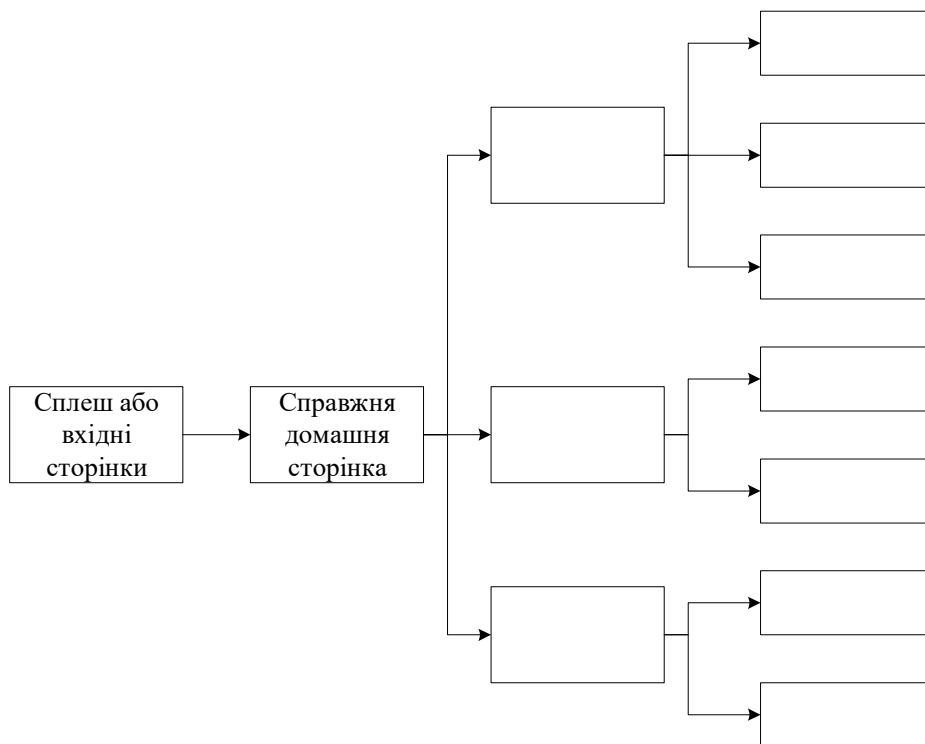 Сплеш або
вхідні
сторінки
Справжня
домашня
сторінка